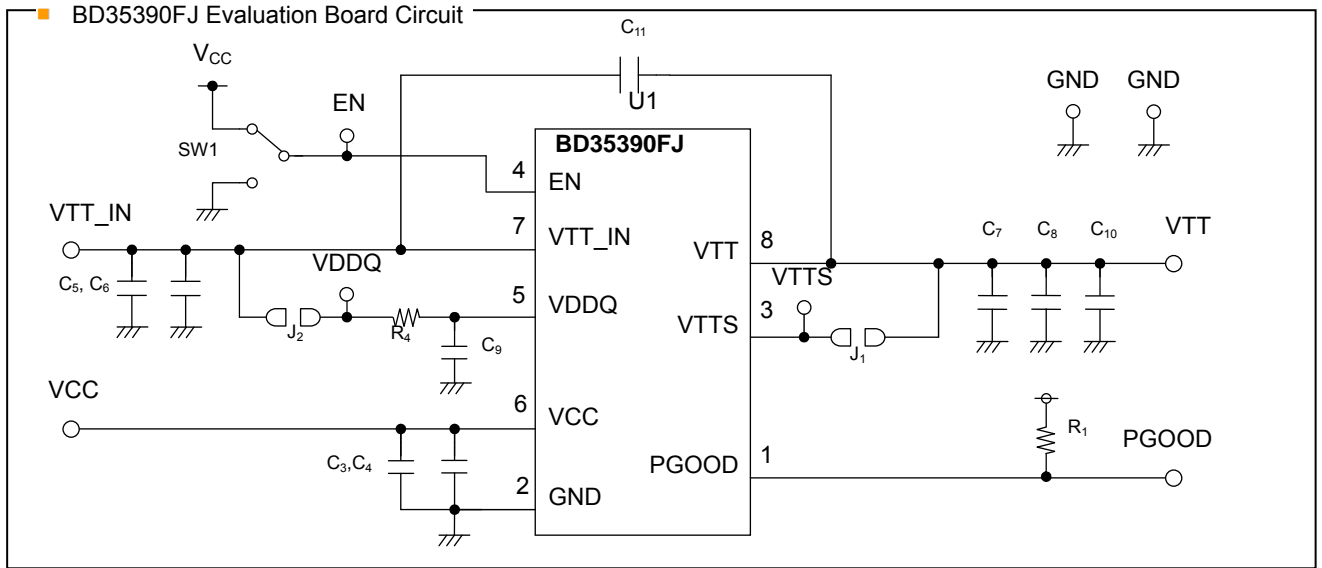 BD35390FJ Evaluation Board Circuit
C₁₁
V_CC
GND GND
EN
U1
BD35390FJ
SW1
4
EN
VTT_IN
7
VTT_IN
VTT
8
C₇ C₈ C₁₀
VTT
VDDQ
VTTS
C₅, C₆
5
VDDQ
VTTS
3
J₂
R₄
C₉
J₁
VCC
6
VCC
R₁
PGOOD
C₃,C₄
PGOOD
1
2
GND